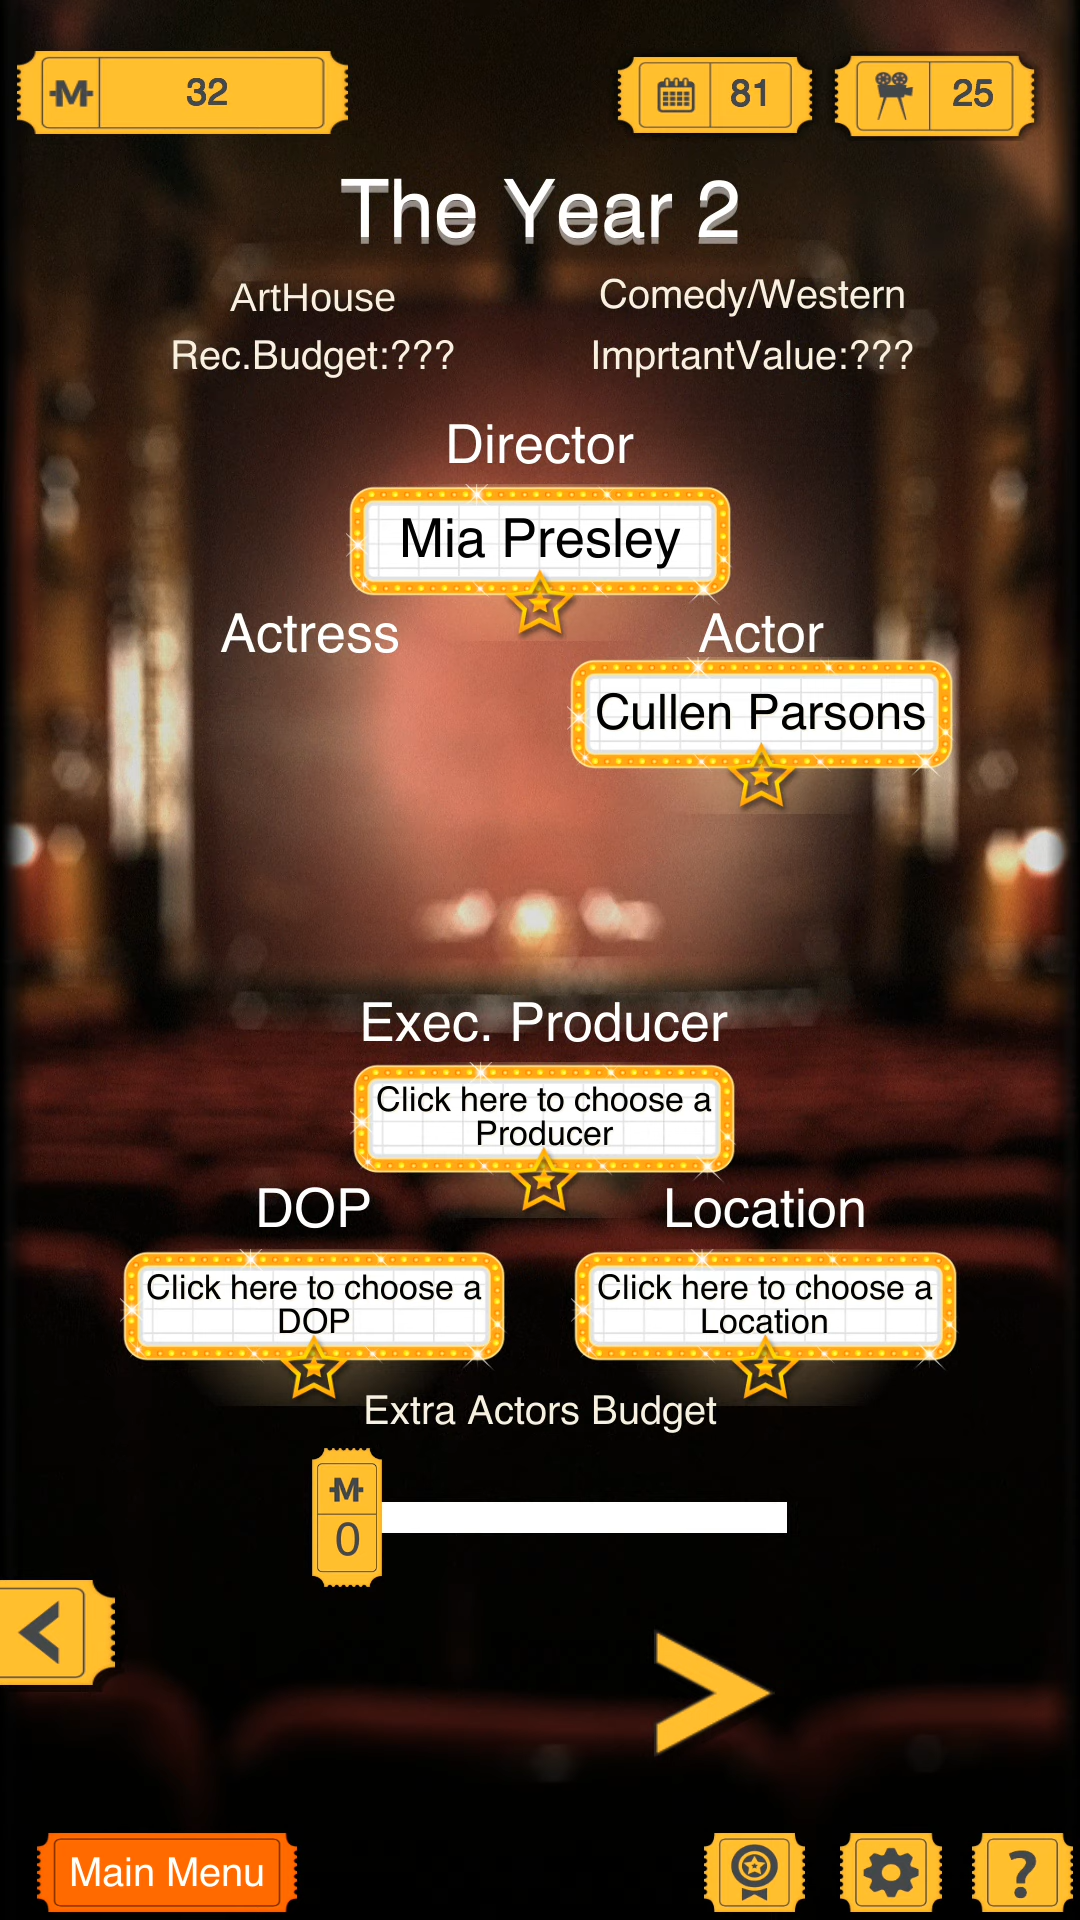 M 32
81
25
The Year 2
ArtHouse
Comedy/Western
Rec.Budget:???
ImprtantValue:???
Director
Mia Presley
Actress
Actor
Cullen Parsons
Exec. Producer
Click here to choose a
Producer
DOP
Location
Click here to choose a
DOP
Click here to choose a
Location
Extra Actors Budget
M
0
Main Menu
?